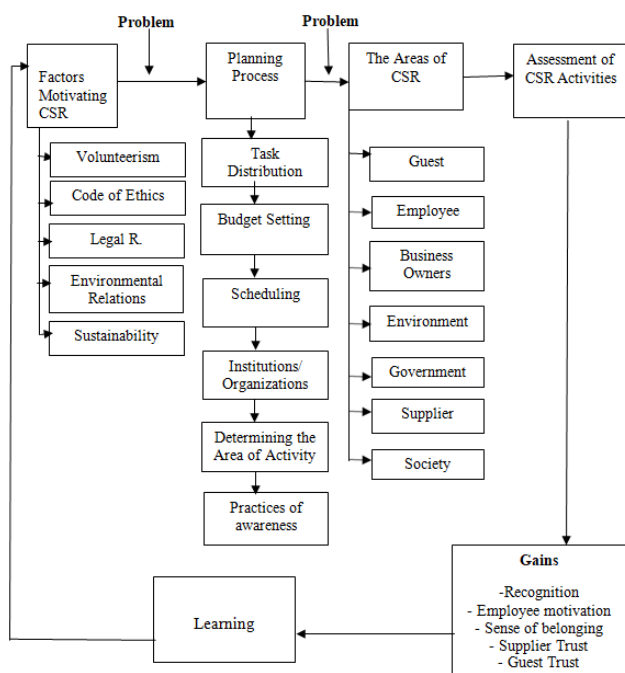 Problem
Problem
Factors
Motivating
CSR
Planning
Process
The Areas of
CSR
Assessment of
CSR Activities
Volunteerism
Code of Ethics
Legal R.
Environmental
Relations
Sustainability
Task
Distribution
Budget Setting
Scheduling
Institutions/
Organizations
Determining the
Area of Activity
Practices of
awareness
Guest
Employee
Business
Owners
Environment
Government
Supplier
Society
Gains
-Recognition
- Employee motivation
- Sense of belonging
- Supplier Trust
- Guest Trust
Learning